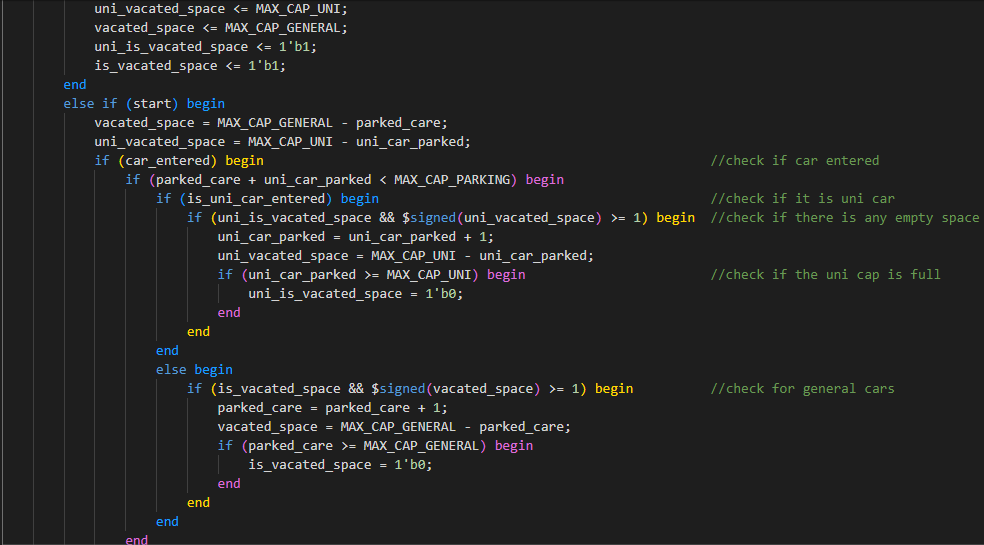 uni_vacated_space <= MAX_CAP_UNI;
vacated_space <= MAX_CAP_GENERAL;
uni_is_vacated_space <= 1'b1;
is_vacated_space <= 1'b1;
end
else if (start) begin
vacated_space = MAX_CAP_GENERAL - parked_care;
uni_vacated_space = MAX_CAP_UNI - uni_car_parked;
if (car_entered) begin //check if car entered
if (parked_care + uni_car_parked < MAX_CAP_PARKING) begin
if (is_uni_car_entered) begin //check if it is uni car
if (uni_is_vacated_space && $signed(uni_vacated_space) >= 1) begin //check if there is any empty space
uni_car_parked = uni_car_parked + 1;
uni_vacated_space = MAX_CAP_UNI - uni_car_parked;
if (uni_car_parked >= MAX_CAP_UNI) begin //check if the uni cap is full
uni_is_vacated_space = 1'b0;
end
end
end
else begin
if (is_vacated_space && $signed(vacated_space) >= 1) begin //check for general cars
parked_care = parked_care + 1;
vacated_space = MAX_CAP_GENERAL - parked_care;
if (parked_care >= MAX_CAP_GENERAL) begin
is_vacated_space = 1'b0;
end
end
end
end